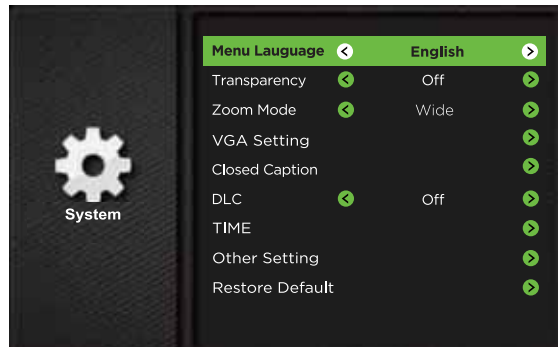 Menu Lauguage English
Transparency Off
Zoom Mode Wide
VGA Setting
Closed Caption
DLC Off
System
TIME
Other Setting
Restore Default